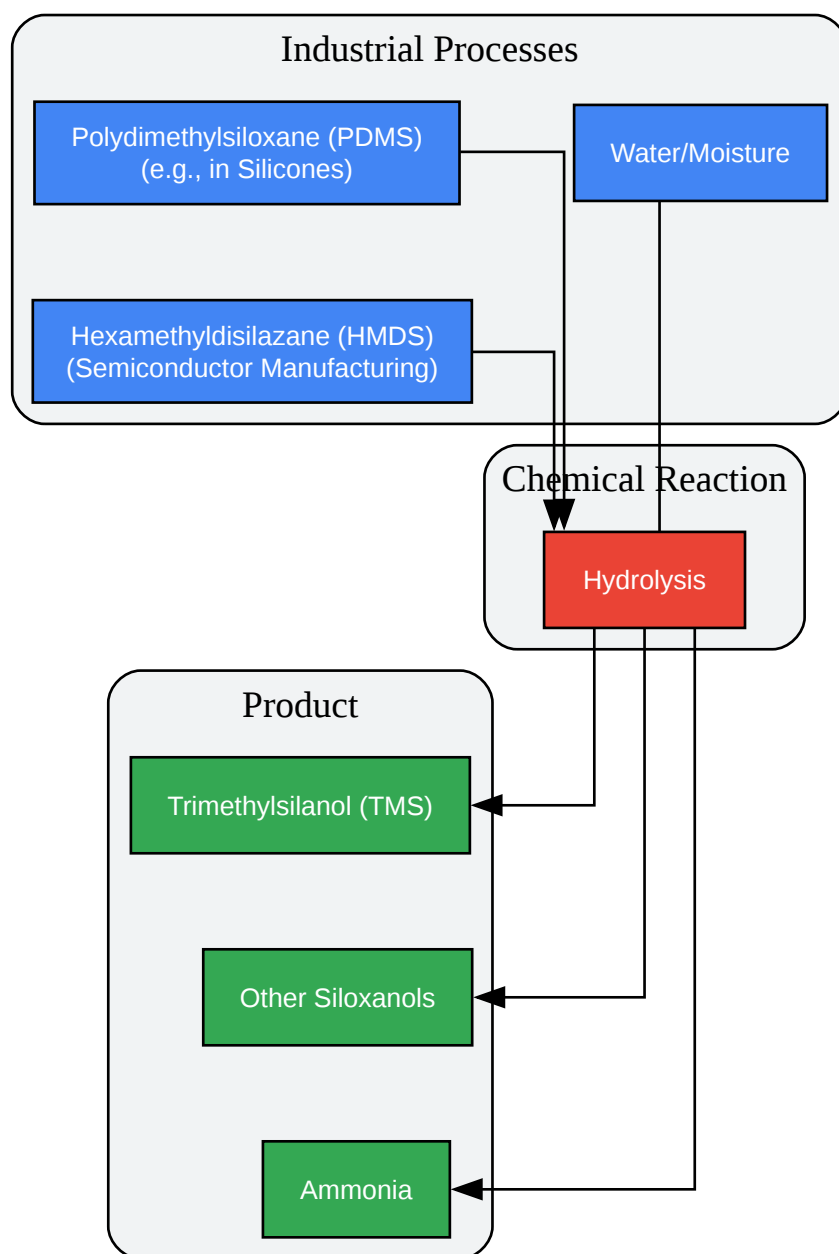 Industrial Processes
Polydimethylsiloxane (PDMS)
(e.g., in Silicones)
Water/Moisture
Hexamethyldisilazane (HMDS)
(Semiconductor Manufacturing)
Chemical Reaction
Hydrolysis
Product
Trimethylsilanol (TMS)
Other Siloxanols
Ammonia